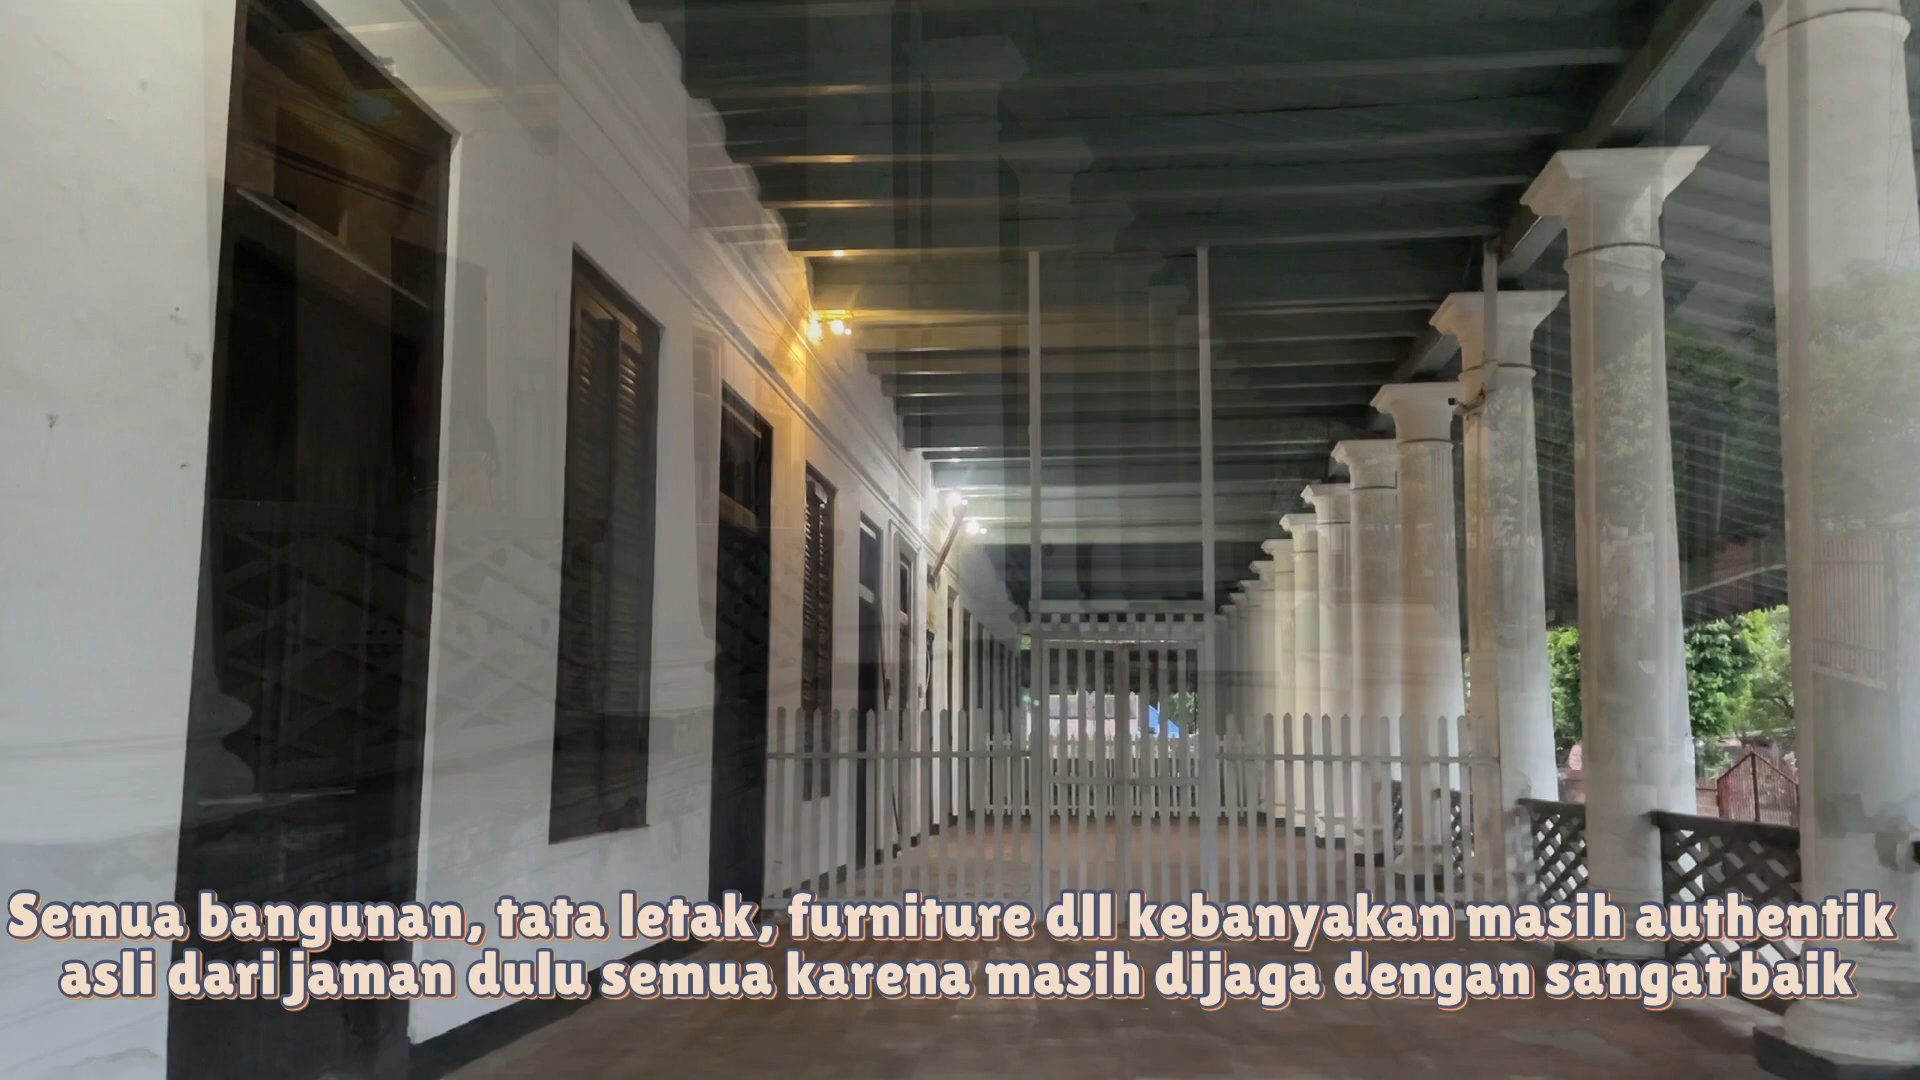 Semua bangunan, tata letak, furniture dll kebanyakan masih authentik
asli dari jaman dulu semua karena masih dijaga dengan sangat baik